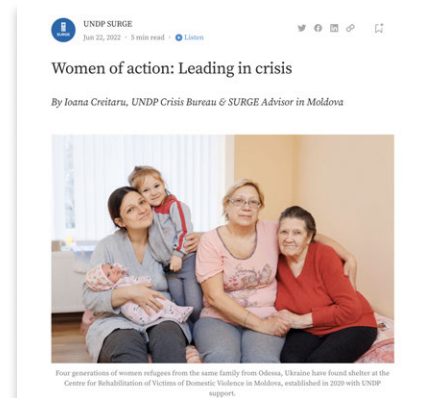 UNDP SURGE
Jun 22, 2022 · 5 min read · Listen
Women of action: Leading in crisis
By Ioana Creitaru, UNDP Crisis Bureau & SURGE Advisor in Moldova
Four generations of women refugees from the same family from Odessa, Ukraine have found shelter at the
Centre for Rehabilitation of Victims of Domestic Violence in Moldova, established in 2020 with UNDP
support.